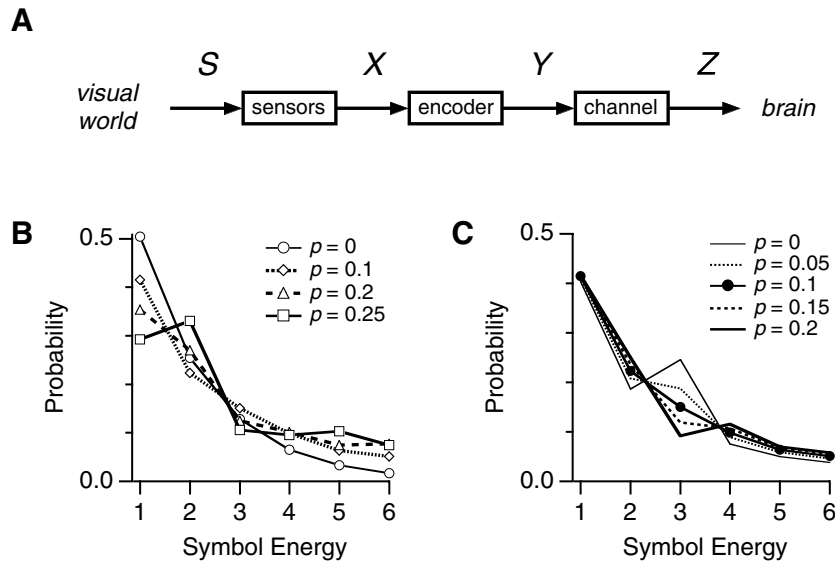 A
S X Y Z
visual
world
sensors
encoder
channel
brain
B
0.5
0.0
Probability
p = 0
p = 0.1
p = 0.2
p = 0.25
1 2 3 4 5 6
Symbol Energy
C
0.5
0.0
Probability
p = 0
p = 0.05
p = 0.1
p = 0.15
p = 0.2
1 2 3 4 5 6
Symbol Energy